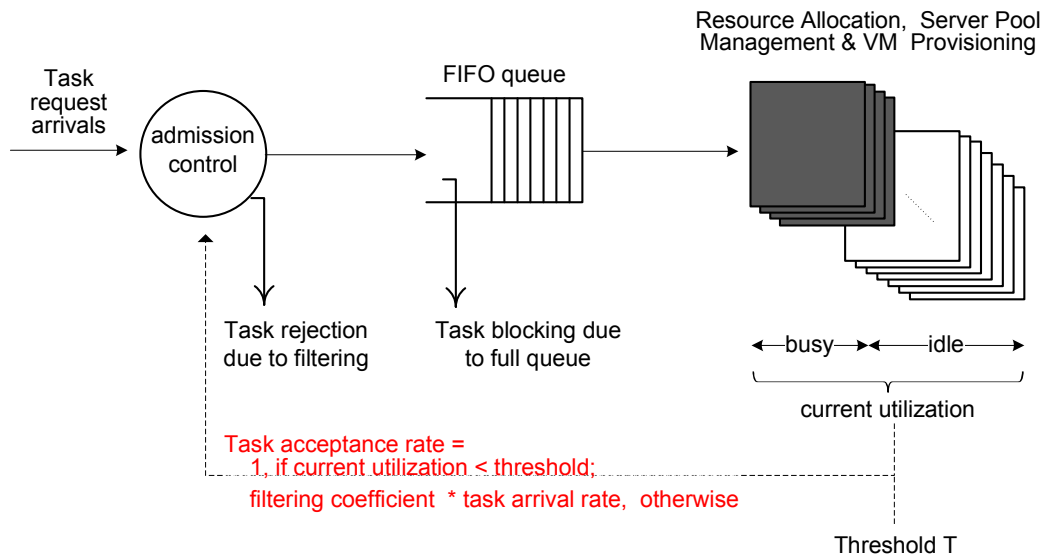 Resource Allocation, Server Pool
Management & VM Provisioning
Task
request
arrivals
admission
control
FIFO queue
Task rejection
due to filtering
Task blocking due
to full queue
busy
idle
current utilization
Task acceptance rate =
1, if current utilization < threshold;
filtering coefficient * task arrival rate, otherwise
Threshold T